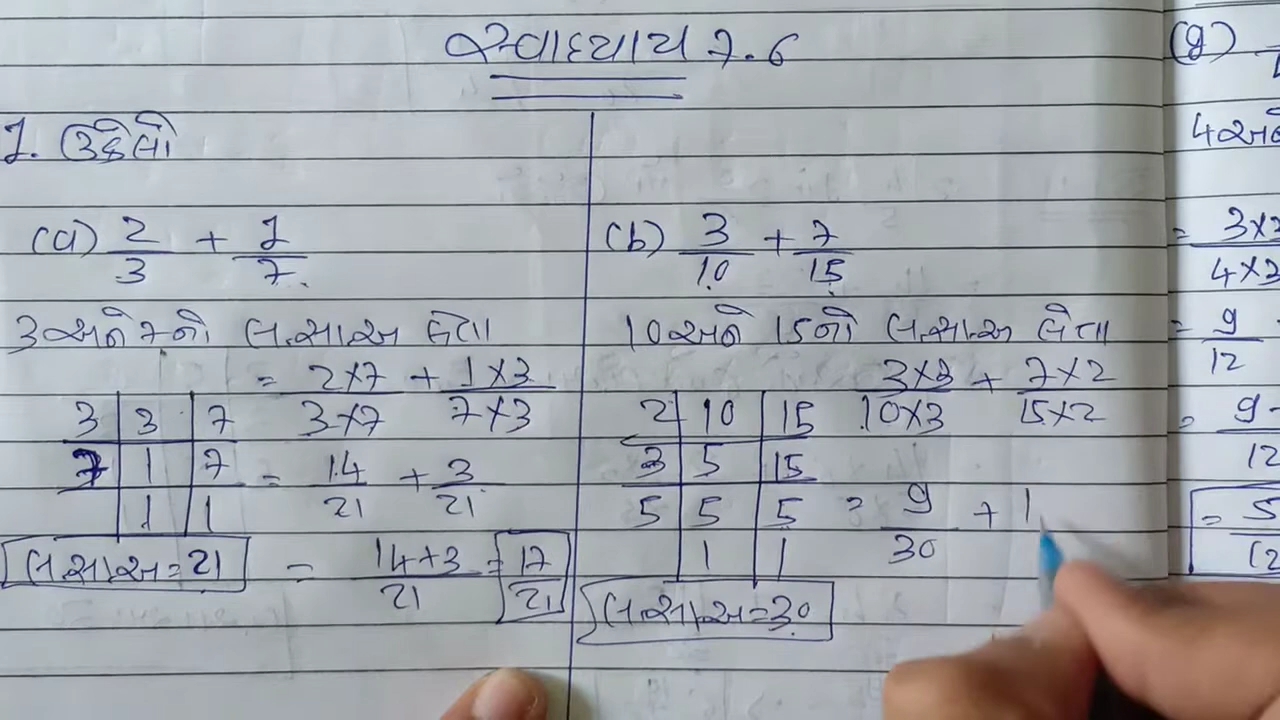 સ્વાધ્યાય 7.6
1. ઉકેલો
(a) 2/3 + 1/7
3 અને 7 નો લ.સા.અ લેતા
= 2×7/3×7 + 1×3/7×3
3 | 3 | 7
7 | 1 | 7
1 | 1
= 14/21 + 3/21
લ.સા.અ = 21
= 14+3/21 = 17/21
(b) 3/10 + 7/15
10 અને 15 નો લ.સા.અ લેતા
3×3/10×3 + 7×2/15×2
2 | 10 | 15
3 | 5 | 15
5 | 5 | 5
1 | 1
= 9/30 + 1
લ.સા.અ = 30
(g)
4 અને
= 3×3/4×3
= 9/12
= 9-/12
= 5/12